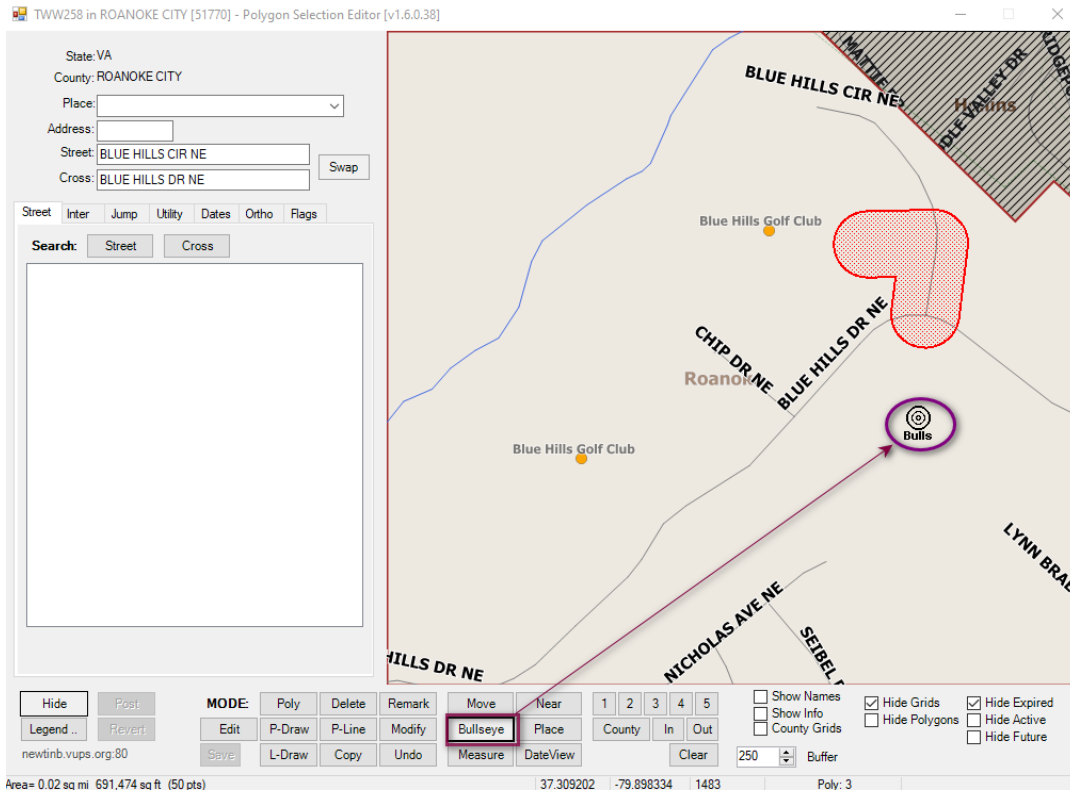 TWW258 in ROANOKE CITY [51770] - Polygon Selection Editor [v1.6.0.38]
State: VA
County: ROANOKE CITY
Place:
Address:
Street: BLUE HILLS CIR NE
Cross: BLUE HILLS DR NE
Swap
Street Inter Jump Utility Dates Ortho Flags
Search: Street Cross
BLUE HILLS CIR NE
Blue Hills Golf Club
CHIP DR NE
BLUE HILLS DR NE
Bulls
Blue Hills Golf Club
NICHOLAS AVE NE
SEIBEL
HILLS DR NE
Hide Post MODE: Poly Delete Remark Move Near 1 2 3 4 5
Legend .. Revert Edit P-Draw P-Line Modify Bullseye Place County In Out
newtinb.vups.org:80 Save L-Draw Copy Undo Measure DateView Clear
Show Names
Show Info
County Grids
Hide Grids
Hide Polygons
Hide Expired
Hide Active
Hide Future
250 Buffer
Area= 0.02 sq mi 691,474 sq ft (50 pts) 37.309202 -79.898334 1483 Poly: 3